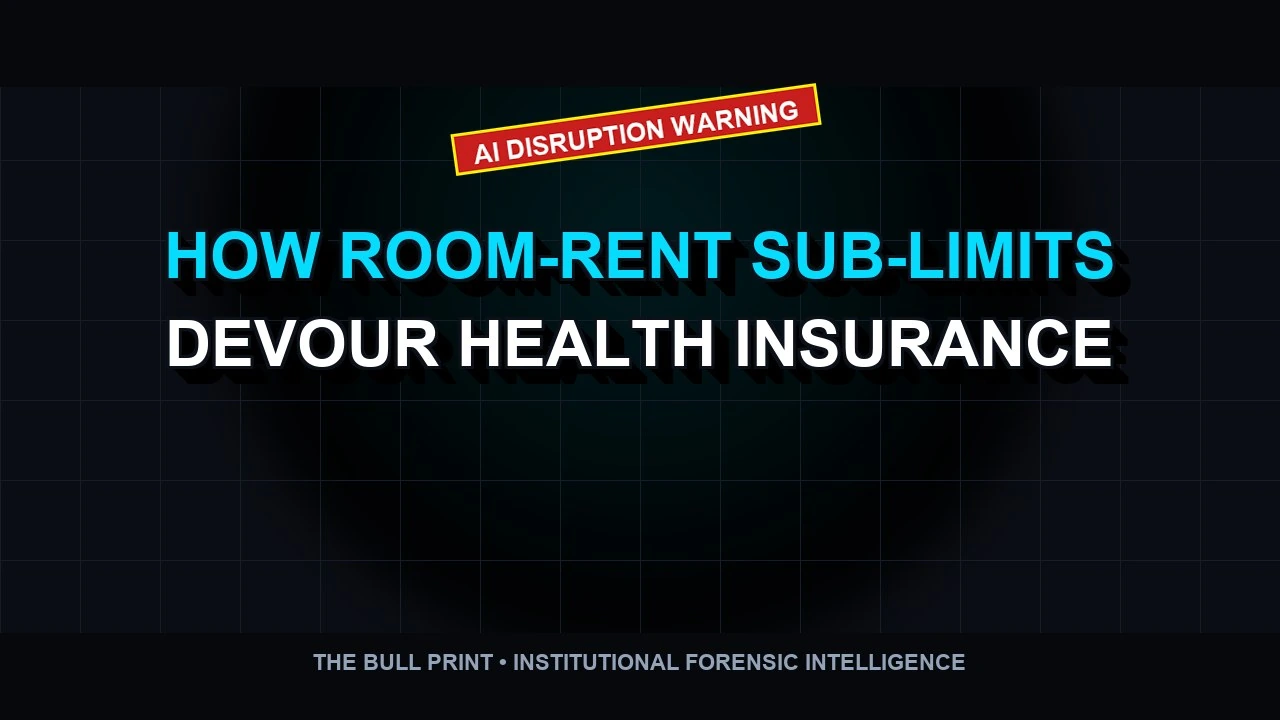 AI DISRUPTION WARNING
HOW ROOM-RENT SUB-LIMITS
DEVOUR HEALTH INSURANCE
THE BULL PRINT • INSTITUTIONAL FORENSIC INTELLIGENCE